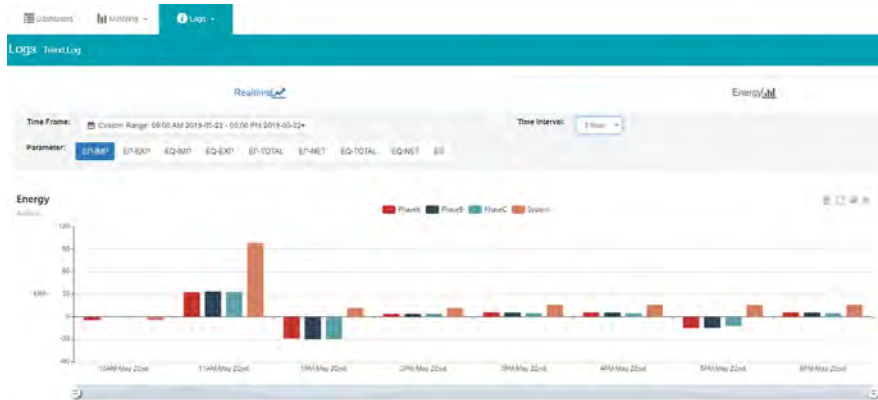 Dashboard Metering Logs
Logs Trend Log
Realtime Energy
Time Frame: Custom Range: 08:00 AM 2019-05-22 - 05:00 PM 2019-05-22 Time Interval:
Parameter: EP-IMP EP-EXP EQ-IMP EQ-EXP EP-TOTAL EP-NET EQ-TOTAL EQ-NET
Energy
PhaseA PhaseB PhaseC System
120
90
60
30
0
-30
-60
10AM May 22nd 11AM May 22nd 1PM May 22nd 2PM May 22nd 3PM May 22nd 4PM May 22nd 5PM May 22nd 6PM May 22nd